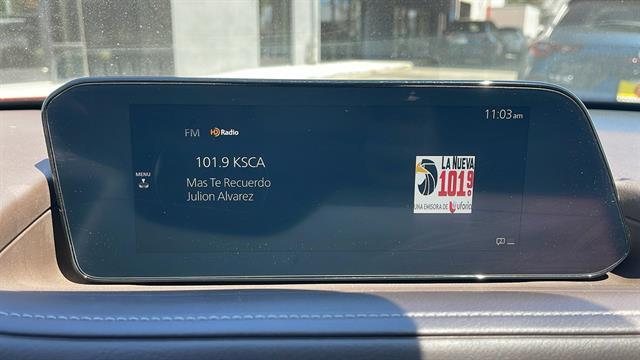 11:03am
FM HD Radio
101.9 KSCA
MENU
Mas Te Recuerdo
Julion Alvarez
LA NUEVA
101.9
UNA EMISORA DE uforia